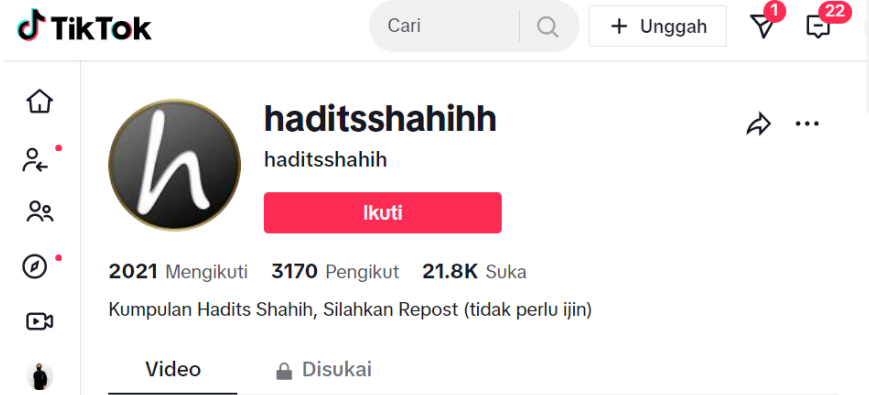 TikTok
Cari
+ Unggah
1
22
h
haditsshahihh
haditsshahih
Ikuti
2021 Mengikuti 3170 Pengikut 21.8K Suka
Kumpulan Hadits Shahih, Silahkan Repost (tidak perlu ijin)
Video Disukai